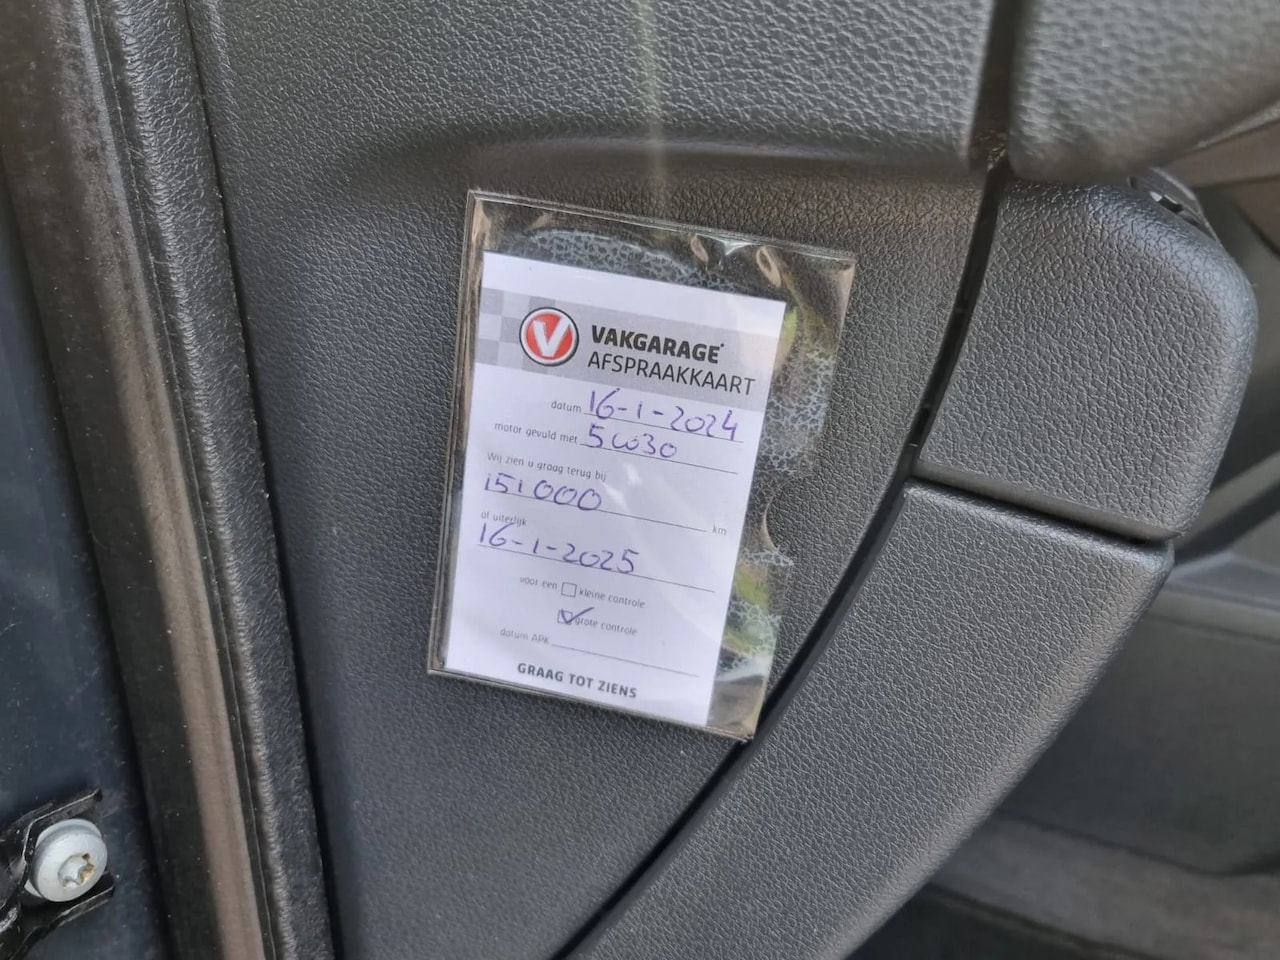 V VAKGARAGE
AFSPRAAKKAART
datum 16-1-2024
motor gevuld met 5W30
Wij zien u graag terug bij
151000 km
of uiterlijk
16-1-2025
voor een kleine controle
grote controle
datum APK
GRAAG TOT ZIENS